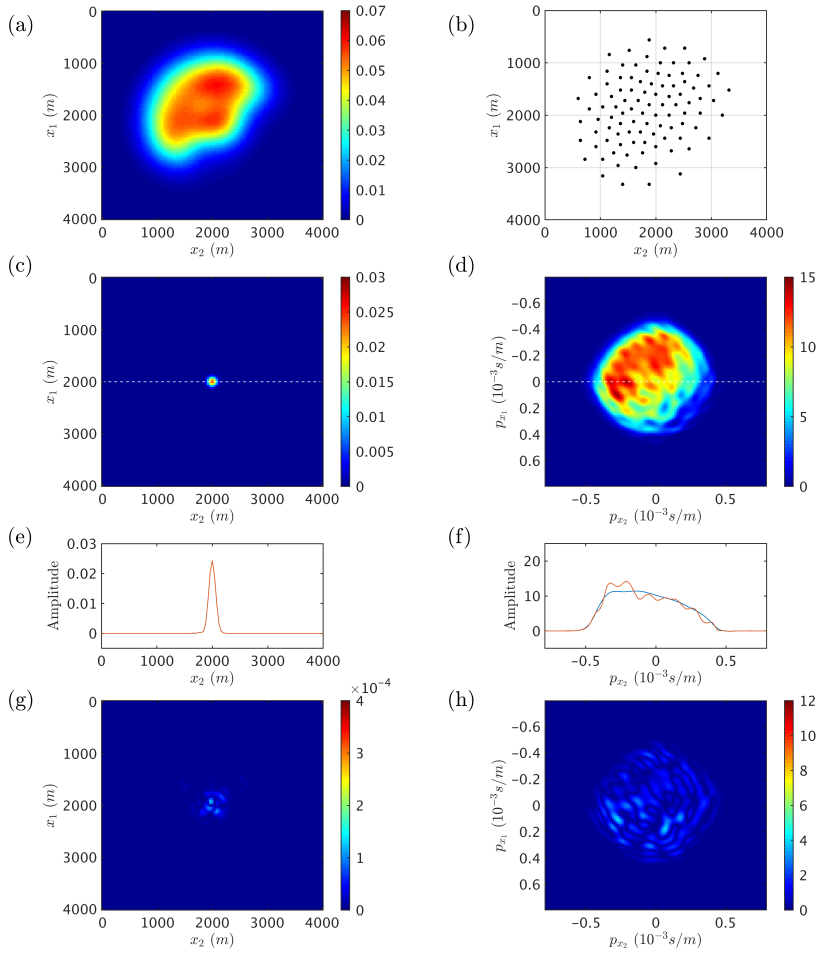 (a)
0
1000
2000
3000
4000
x₁ (m)
0 1000 2000 3000 4000
x₂ (m)
0.07
0.06
0.05
0.04
0.03
0.02
0.01
0
(b)
0
1000
2000
3000
4000
x₁ (m)
0 1000 2000 3000 4000
x₂ (m)
(c)
0
1000
2000
3000
4000
x₁ (m)
0 1000 2000 3000 4000
x₂ (m)
0.03
0.025
0.02
0.015
0.01
0.005
0
(d)
−0.6
−0.4
−0.2
0
0.2
0.4
0.6
pₓ₁ (10⁻³s/m)
−0.5 0 0.5
pₓ₂ (10⁻³s/m)
15
10
5
0
(e)
0.03
0.02
0.01
0
Amplitude
0 1000 2000 3000 4000
x₂ (m)
(f)
20
10
0
Amplitude
−0.5 0 0.5
pₓ₂ (10⁻³s/m)
(g)
0
1000
2000
3000
4000
x₁ (m)
0 1000 2000 3000 4000
x₂ (m)
×10⁻⁴
4
3
2
1
0
(h)
−0.6
−0.4
−0.2
0
0.2
0.4
0.6
pₓ₁ (10⁻³s/m)
−0.5 0 0.5
pₓ₂ (10⁻³s/m)
12
10
8
6
4
2
0